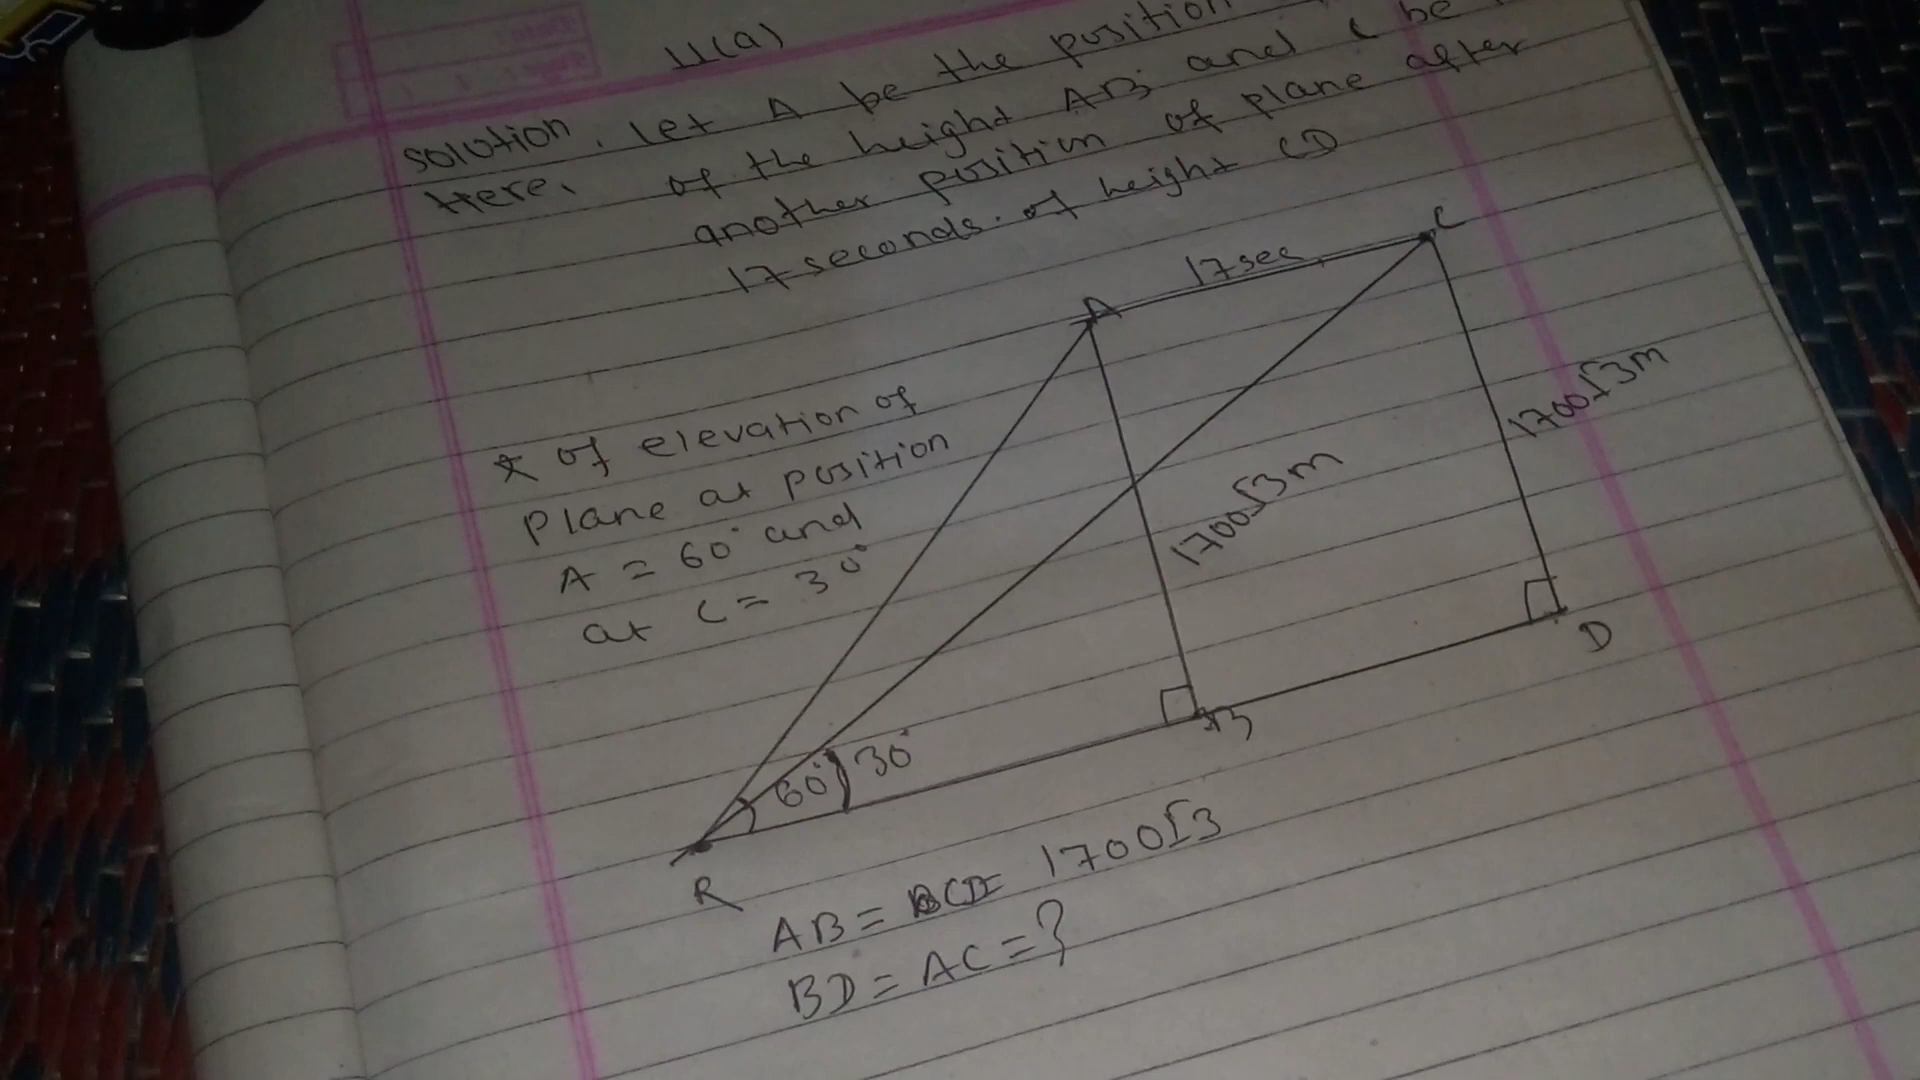 11(a)
Solution.
Here, let A be the position
of the height AB and C be
another position of plane after
17 seconds. of height CD
17sec
A
C
∡ of elevation of
Plane at position
A = 60° and
at C = 30°
1700√3m
1700√3m
60°
30°
R
B
D
AB = CD = 1700√3
BD = AC = ?